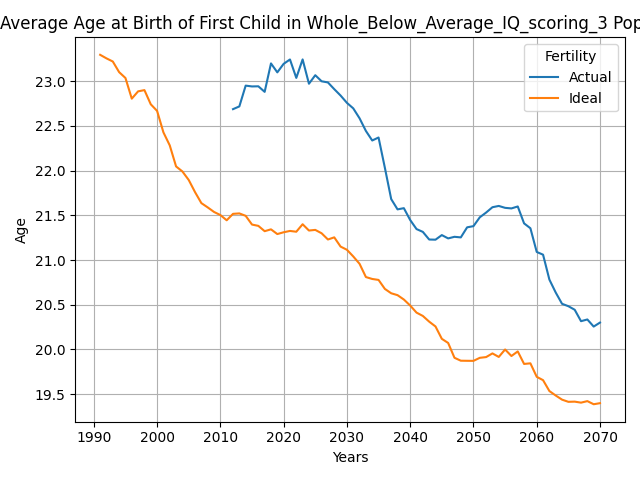 Average Age at Birth of First Child in Whole_Below_Average_IQ_scoring_3 Pop
Fertility
Actual
Ideal
23.0
22.5
22.0
21.5
21.0
20.5
20.0
19.5
Age
1990 2000 2010 2020 2030 2040 2050 2060 2070
Years